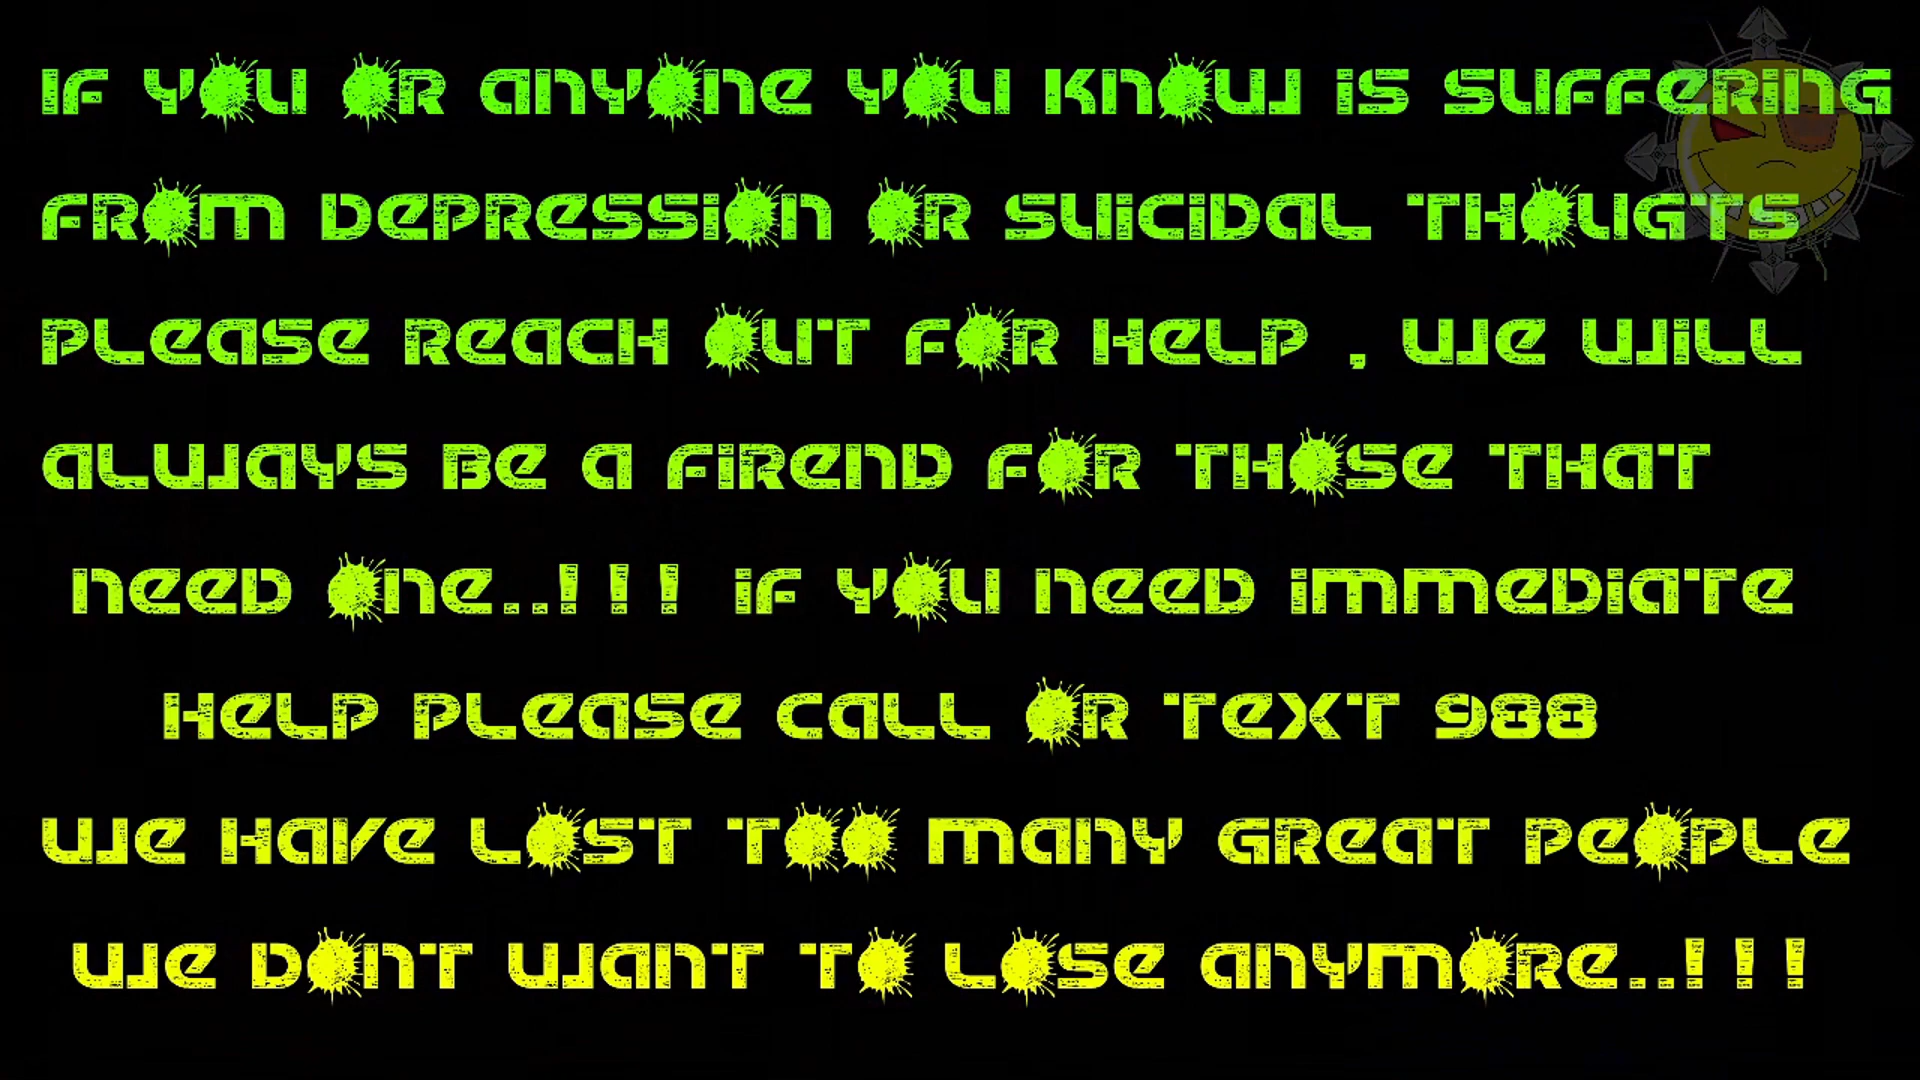 IF YOU OR ANYONE YOU KNOW IS SUFFERING
FROM DEPRESSION OR SUICIDAL THOUGTS
PLEASE REACH OUT FOR HELP , WE WILL
ALWAYS BE A FIREND FOR THOSE THAT
NEED ONE..!!! IF YOU NEED IMMEDIATE
HELP PLEASE CALL OR TEXT 988
WE HAVE LOST TOO MANY GREAT PEOPLE
WE DONT WANT TO LOSE ANYMORE..!!!